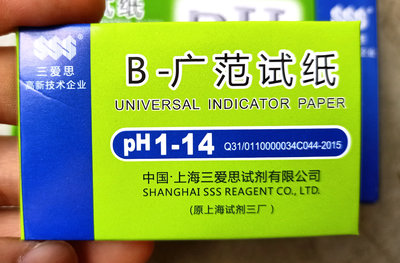 SSS
三爱思
高新技术企业
B-广范试纸
UNIVERSAL INDICATOR PAPER
pH 1-14 Q31/0110000034C044-2015
中国·上海三爱思试剂有限公司
SHANGHAI SSS REAGENT CO., LTD.
(原上海试剂三厂)